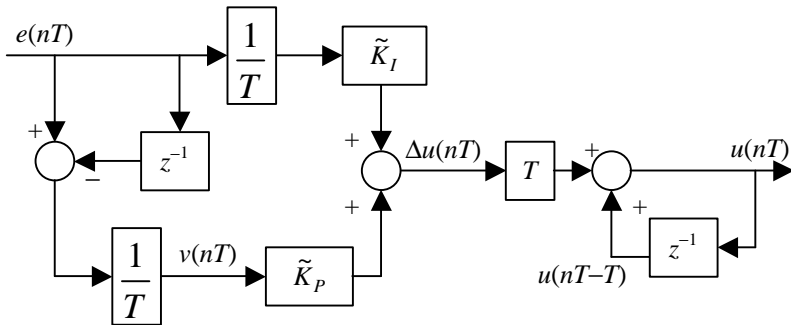 e(nT)
1
T
K̃_I
+
−
z⁻¹
+
+
Δu(nT)
T
+
+
u(nT)
z⁻¹
u(nT−T)
1
T
v(nT)
K̃_P